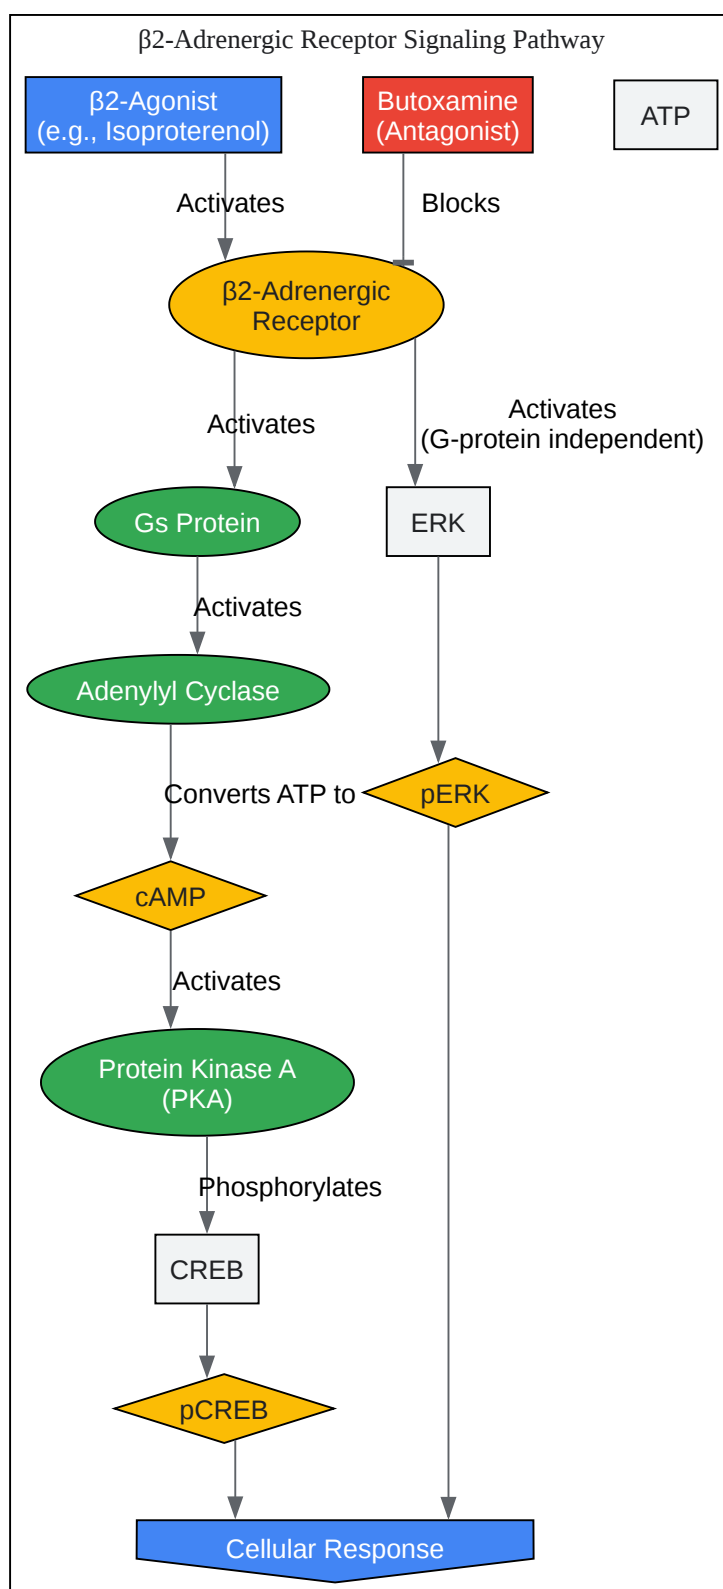 β2-Adrenergic Receptor Signaling Pathway
β2-Agonist
(e.g., Isoproterenol)
Butoxamine
(Antagonist)
ATP
Activates
Blocks
β2-Adrenergic
Receptor
Activates
Activates
(G-protein independent)
Gs Protein
ERK
Activates
Adenylyl Cyclase
Converts ATP to
pERK
cAMP
Activates
Protein Kinase A
(PKA)
Phosphorylates
CREB
pCREB
Cellular Response